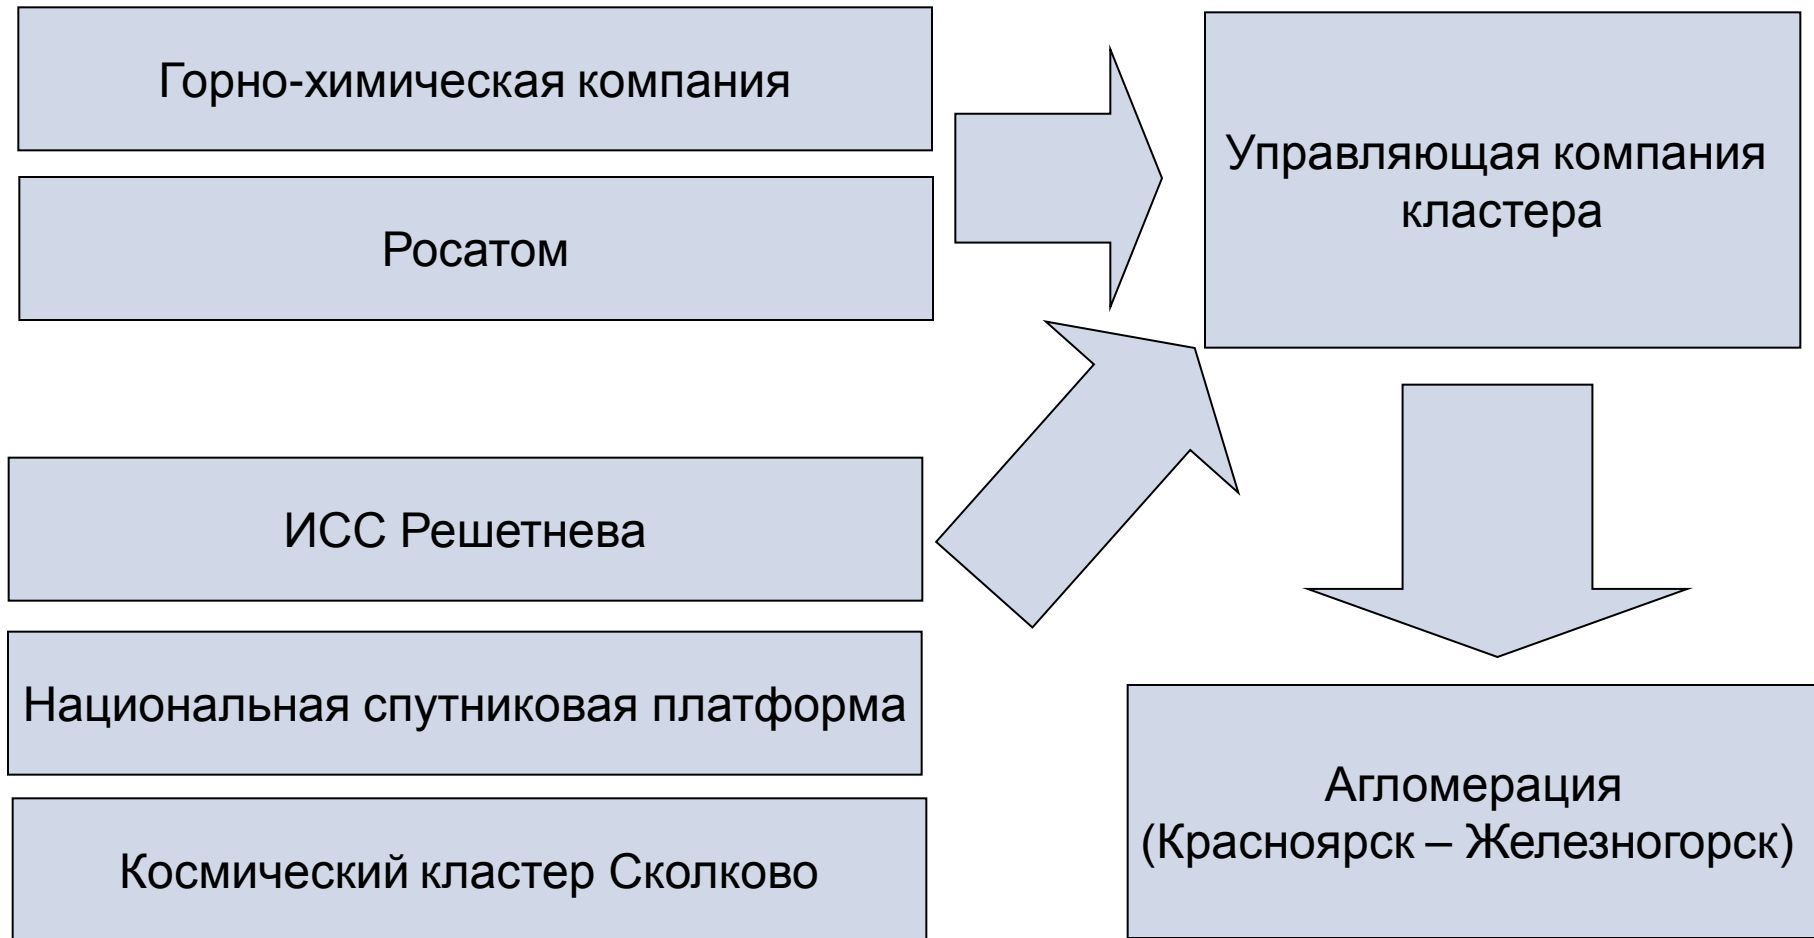 Горно-химическая компания
Росатом
Управляющая компания
кластера
ИСС Решетнева
Национальная спутниковая платформа
Космический кластер Сколково
Агломерация
(Красноярск – Железногорск)